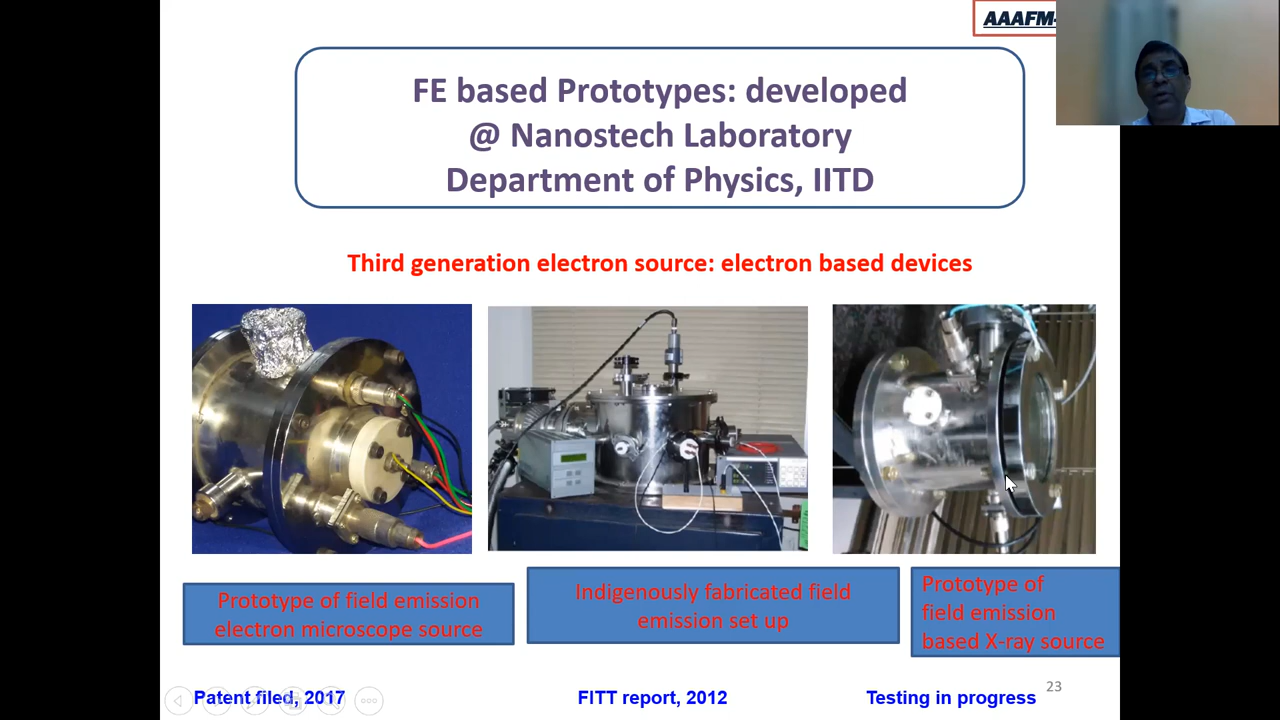 AAAFM-
FE based Prototypes: developed
@ Nanostech Laboratory
Department of Physics, IITD
Third generation electron source: electron based devices
Prototype of field emission
electron microscope source
Indigenously fabricated field
emission set up
Prototype of
field emission
based X-ray source
Patent filed, 2017
FITT report, 2012
Testing in progress
23